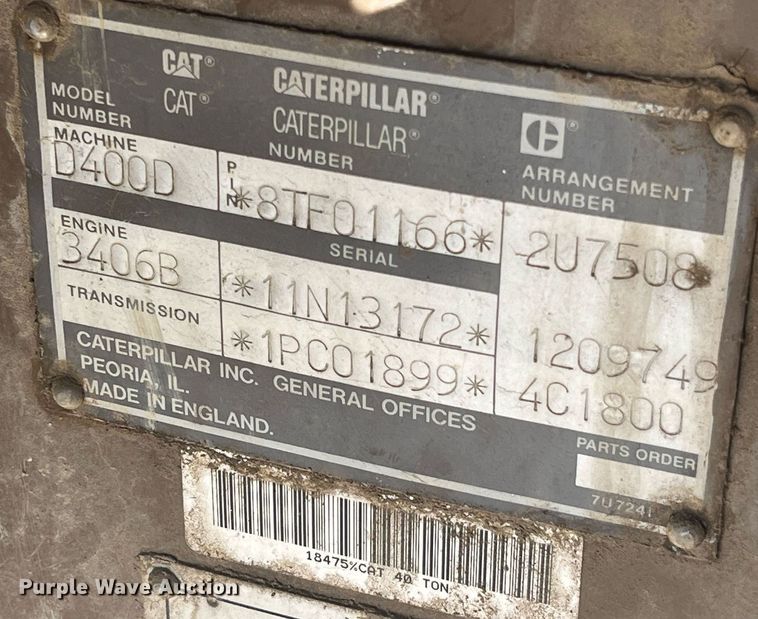 CAT® CATERPILLAR®
CAT® CATERPILLAR®
MODEL NUMBER NUMBER ARRANGEMENT NUMBER
MACHINE
D400D PIN *8TF01166* 2U7508
ENGINE SERIAL
3406B *11N13172* 1209749
TRANSMISSION *1PC01899* 4C1800
CATERPILLAR INC. GENERAL OFFICES
PEORIA, IL.
MADE IN ENGLAND.
PARTS ORDER
7U7241
18475%CAT 40 TON
Purple Wave Auction